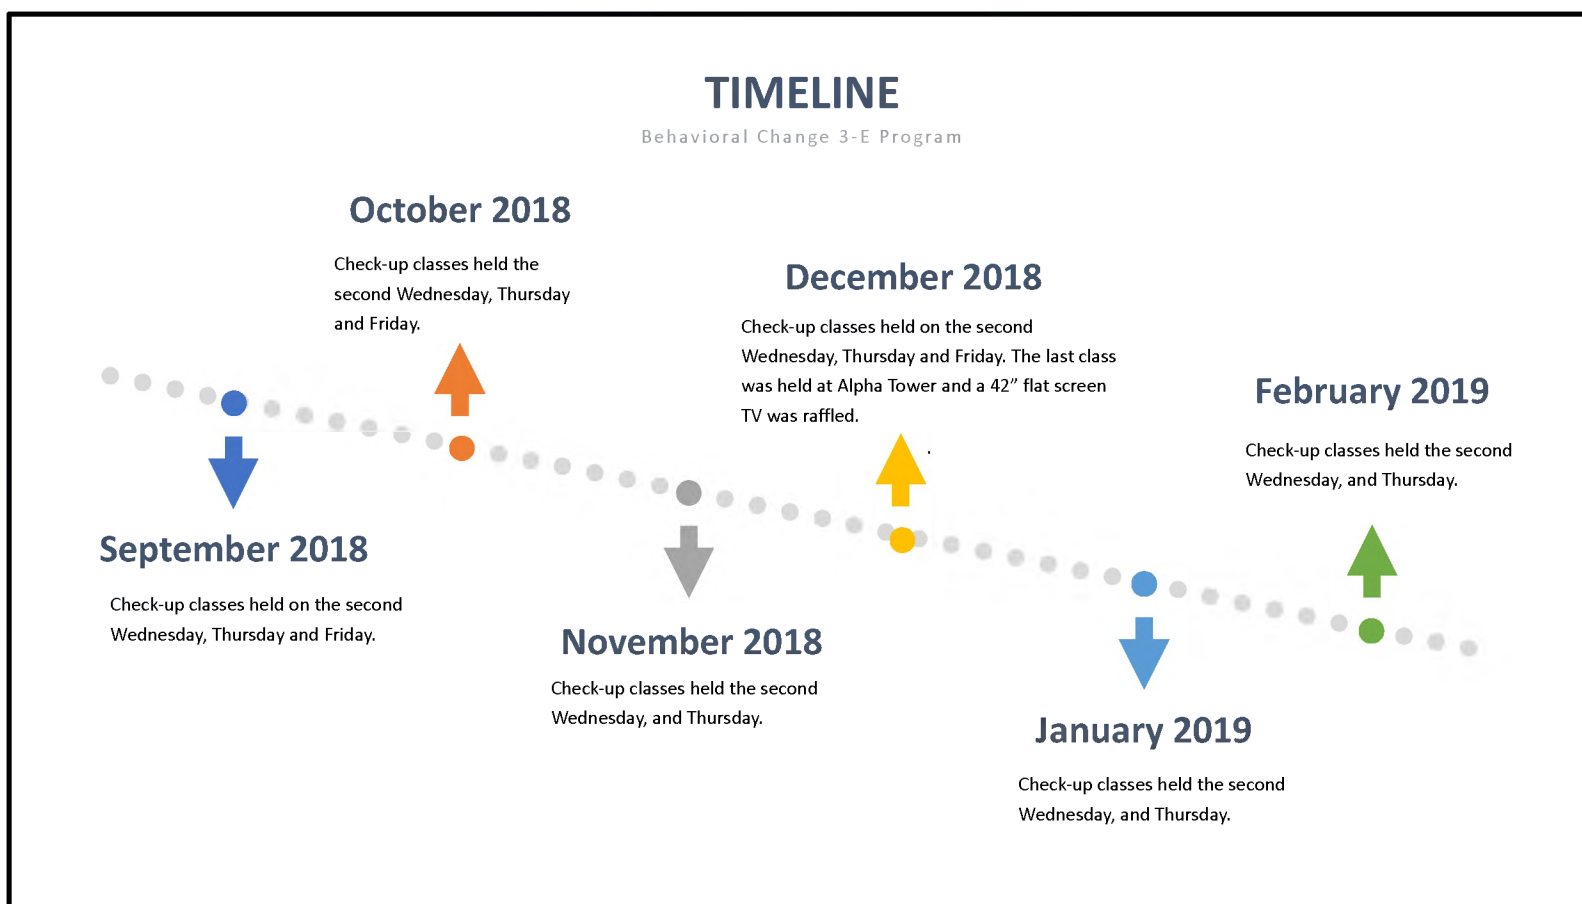 TIMELINE
Behavioral Change 3-E Program
October 2018
Check-up classes held the
second Wednesday, Thursday
and Friday.
December 2018
Check-up classes held on the second
Wednesday, Thursday and Friday. The last class
was held at Alpha Tower and a 42” flat screen
TV was raffled.
.
February 2019
Check-up classes held the second
Wednesday, and Thursday.
September 2018
Check-up classes held on the second
Wednesday, Thursday and Friday.
November 2018
Check-up classes held the second
Wednesday, and Thursday.
January 2019
Check-up classes held the second
Wednesday, and Thursday.